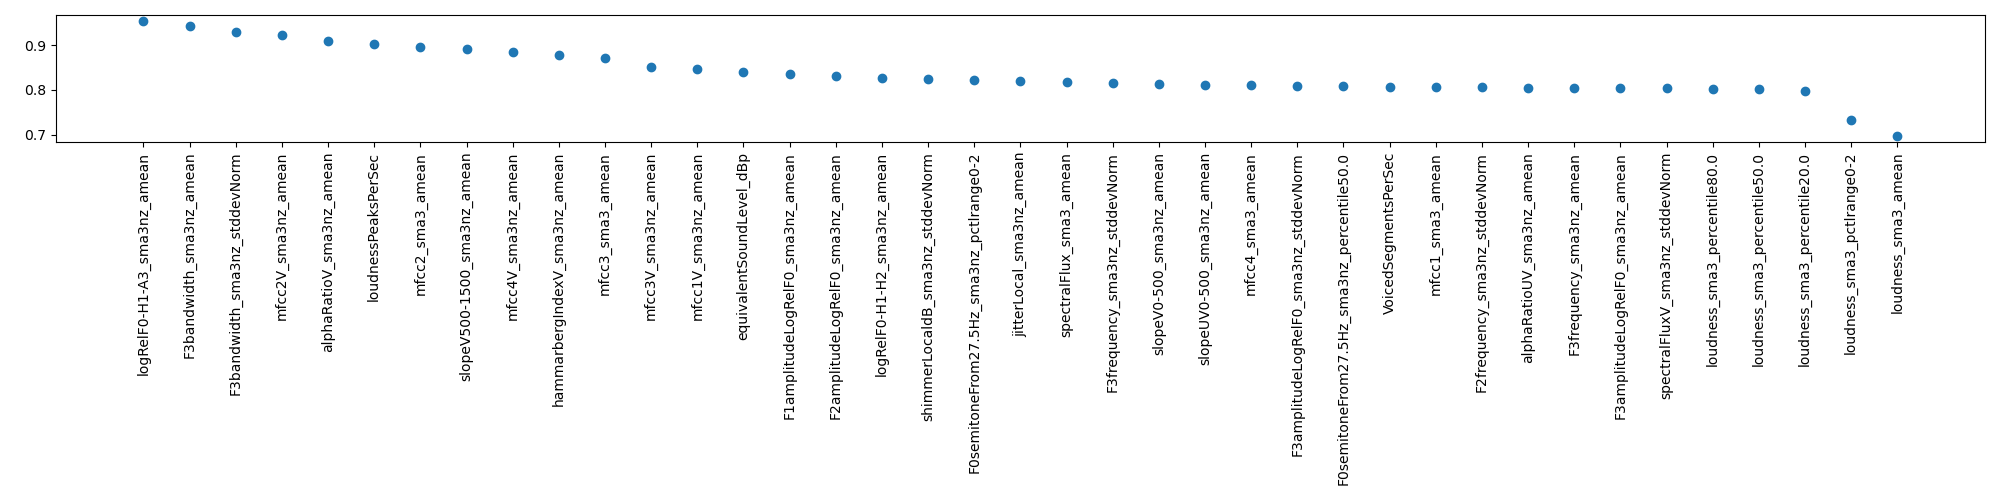 0.9
0.8
0.7
logRelF0-H1-A3_sma3nz_amean
F3bandwidth_sma3nz_amean
F3bandwidth_sma3nz_stddevNorm
mfcc2V_sma3nz_amean
alphaRatioV_sma3nz_amean
loudnessPeaksPerSec
mfcc2_sma3_amean
slopeV500-1500_sma3nz_amean
mfcc4V_sma3nz_amean
hammarbergIndexV_sma3nz_amean
mfcc3_sma3_amean
mfcc3V_sma3nz_amean
mfcc1V_sma3nz_amean
equivalentSoundLevel_dBp
F1amplitudeLogRelF0_sma3nz_amean
F2amplitudeLogRelF0_sma3nz_amean
logRelF0-H1-H2_sma3nz_amean
shimmerLocaldB_sma3nz_stddevNorm
F0semitoneFrom27.5Hz_sma3nz_pctlrange0-2
jitterLocal_sma3nz_amean
spectralFlux_sma3_amean
F3frequency_sma3nz_stddevNorm
slopeV0-500_sma3nz_amean
slopeUV0-500_sma3nz_amean
mfcc4_sma3_amean
F3amplitudeLogRelF0_sma3nz_stddevNorm
F0semitoneFrom27.5Hz_sma3nz_percentile50.0
VoicedSegmentsPerSec
mfcc1_sma3_amean
F2frequency_sma3nz_stddevNorm
alphaRatioUV_sma3nz_amean
F3frequency_sma3nz_amean
F3amplitudeLogRelF0_sma3nz_amean
spectralFluxV_sma3nz_stddevNorm
loudness_sma3_percentile80.0
loudness_sma3_percentile50.0
loudness_sma3_percentile20.0
loudness_sma3_pctlrange0-2
loudness_sma3_amean